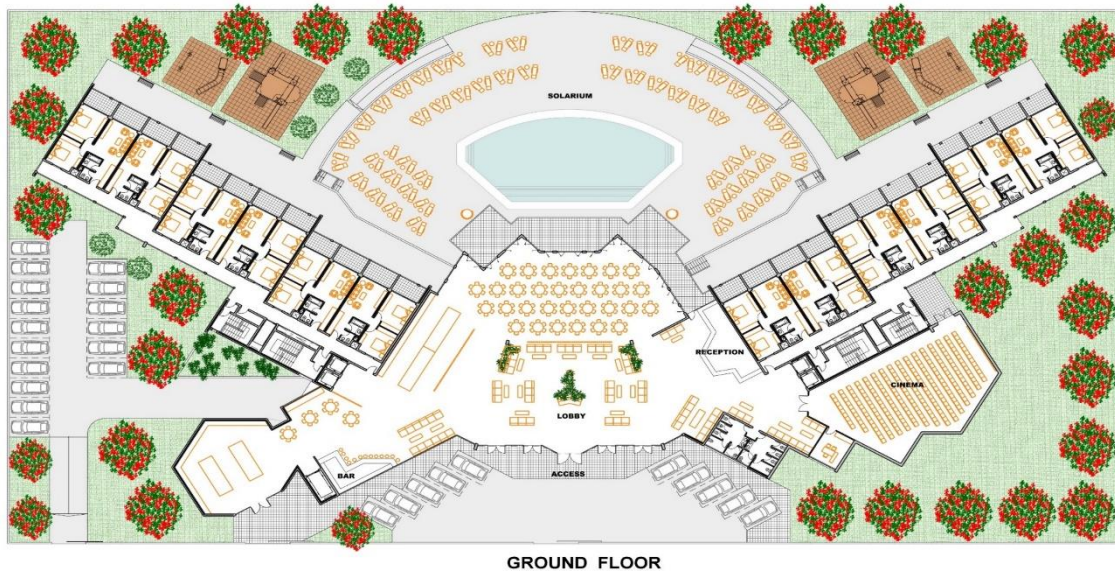 SOLARIUM
RECEPTION
CINEMA
LOBBY
BAR
ACCESS
GROUND FLOOR